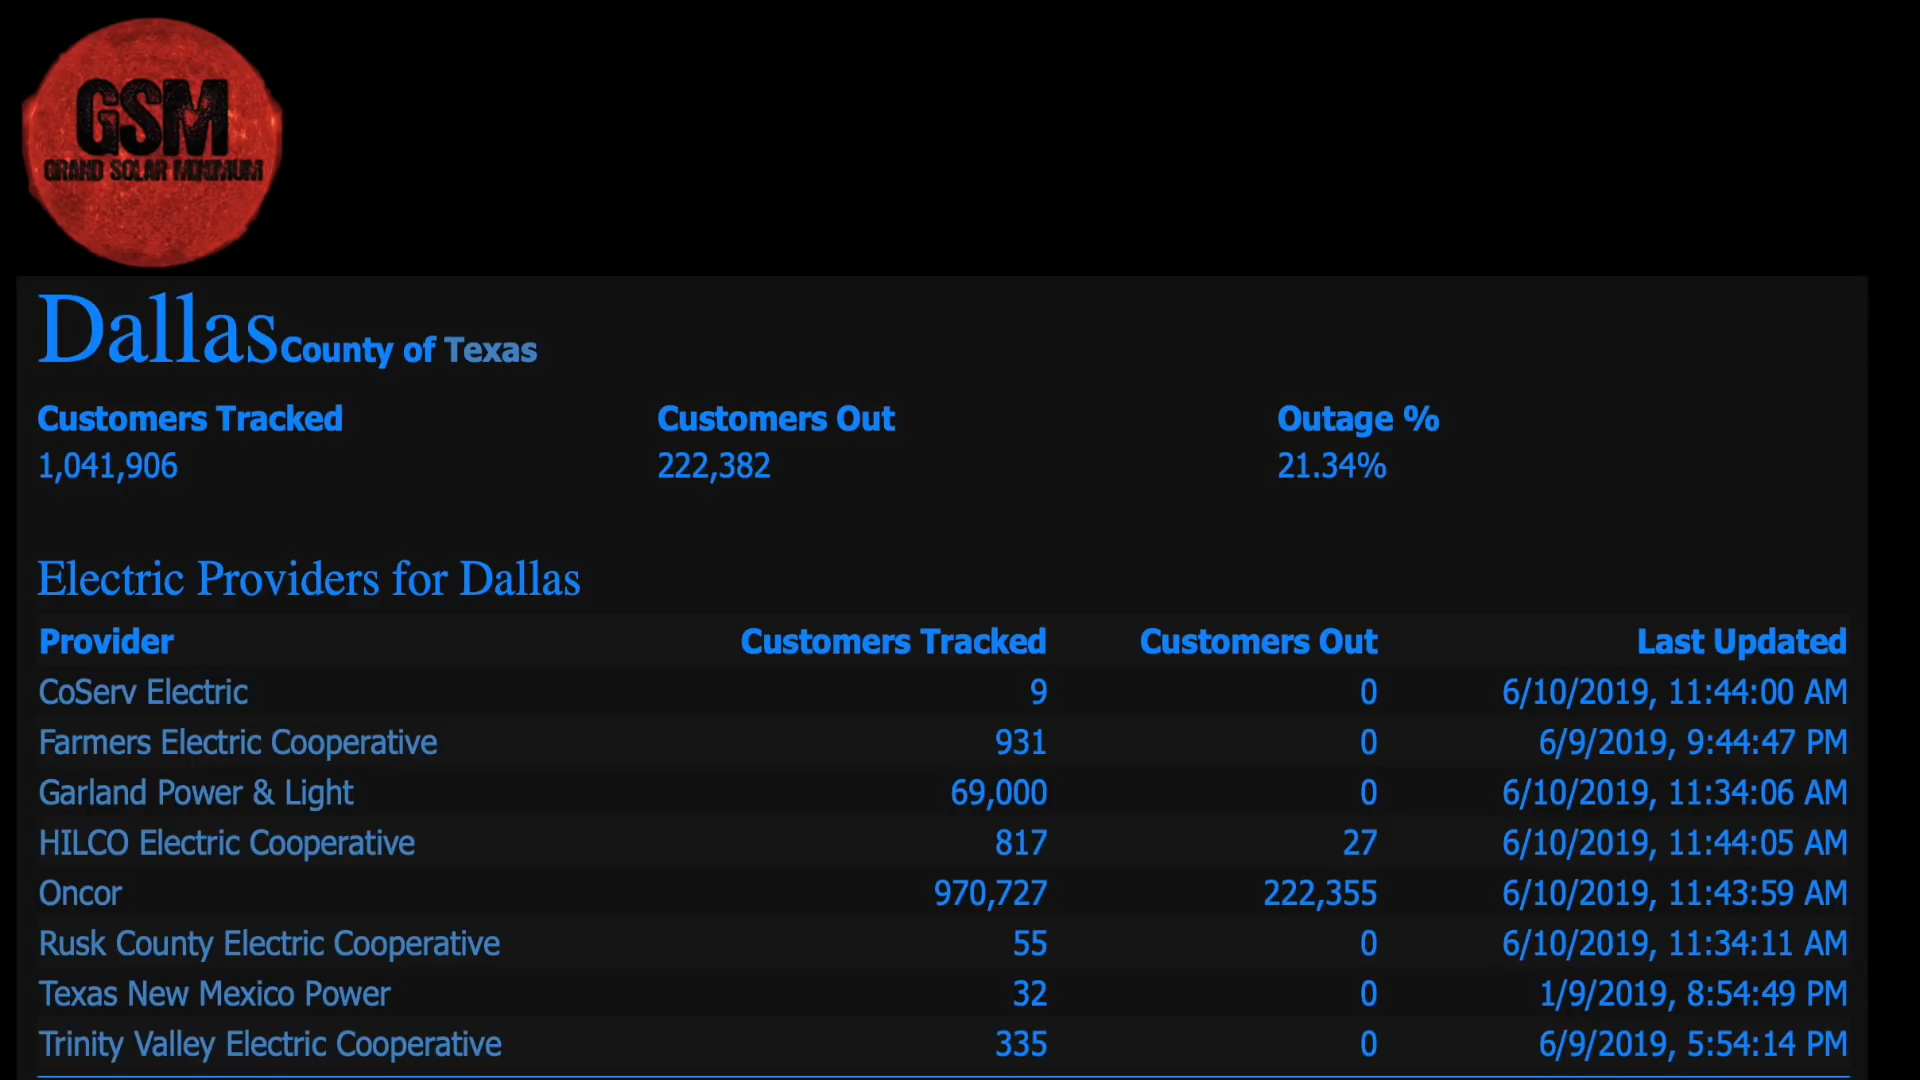 GSM
GRAND SOLAR MINIMUM
Dallas County of Texas
Customers Tracked Customers Out Outage %
1,041,906 222,382 21.34%
Electric Providers for Dallas
Provider Customers Tracked Customers Out Last Updated
CoServ Electric 9 0 6/10/2019, 11:44:00 AM
Farmers Electric Cooperative 931 0 6/9/2019, 9:44:47 PM
Garland Power & Light 69,000 0 6/10/2019, 11:34:06 AM
HILCO Electric Cooperative 817 27 6/10/2019, 11:44:05 AM
Oncor 970,727 222,355 6/10/2019, 11:43:59 AM
Rusk County Electric Cooperative 55 0 6/10/2019, 11:34:11 AM
Texas New Mexico Power 32 0 1/9/2019, 8:54:49 PM
Trinity Valley Electric Cooperative 335 0 6/9/2019, 5:54:14 PM